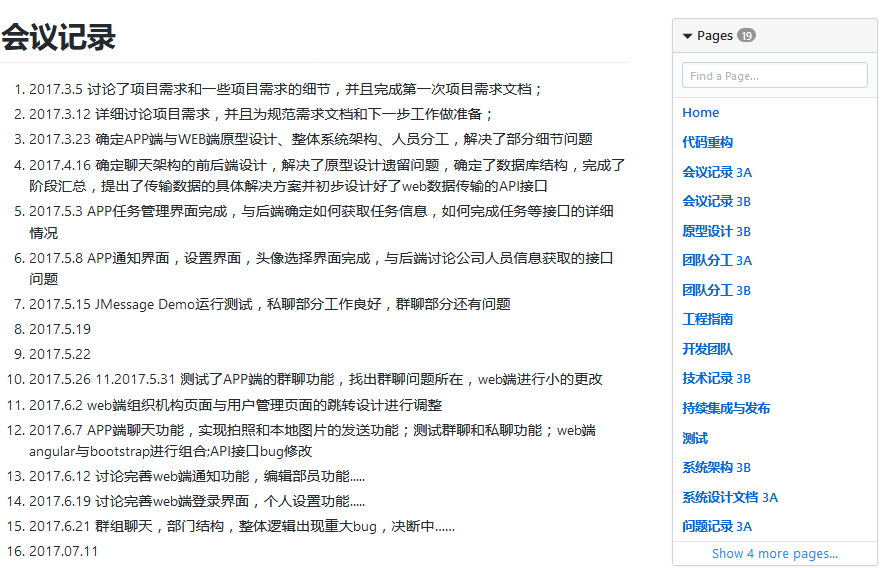 会议记录
1. 2017.3.5 讨论了项目需求和一些项目需求的细节，并且完成第一次项目需求文档；
2. 2017.3.12 详细讨论项目需求，并且为规范需求文档和下一步工作做准备；
3. 2017.3.23 确定APP端与WEB端原型设计、整体系统架构、人员分工，解决了部分细节问题
4. 2017.4.16 确定聊天架构的前后端设计，解决了原型设计遗留问题，确定了数据库结构，完成了
阶段汇总，提出了传输数据的具体解决方案并初步设计好了web数据传输的API接口
5. 2017.5.3 APP任务管理界面完成，与后端确定如何获取任务信息，如何完成任务等接口的详细
情况
6. 2017.5.8 APP通知界面，设置界面，头像选择界面完成，与后端讨论公司人员信息获取的接口
问题
7. 2017.5.15 JMessage Demo运行测试，私聊部分工作良好，群聊部分还有问题
8. 2017.5.19
9. 2017.5.22
10. 2017.5.26 11.2017.5.31 测试了APP端的群聊功能，找出群聊问题所在，web端进行小的更改
11. 2017.6.2 web端组织机构页面与用户管理页面的跳转设计进行调整
12. 2017.6.7 APP端聊天功能，实现拍照和本地图片的发送功能；测试群聊和私聊功能；web端
angular与bootstrap进行组合;API接口bug修改
13. 2017.6.12 讨论完善web端通知功能，编辑部员功能.....
14. 2017.6.19 讨论完善web端登录界面，个人设置功能.....
15. 2017.6.21 群组聊天，部门结构，整体逻辑出现重大bug，决断中......
16. 2017.07.11
Pages 19
Find a Page...
Home
代码重构
会议记录 3A
会议记录 3B
原型设计 3B
团队分工 3A
团队分工 3B
工程指南
开发团队
技术记录 3B
持续集成与发布
测试
系统架构 3B
系统设计文档 3A
问题记录 3A
Show 4 more pages...